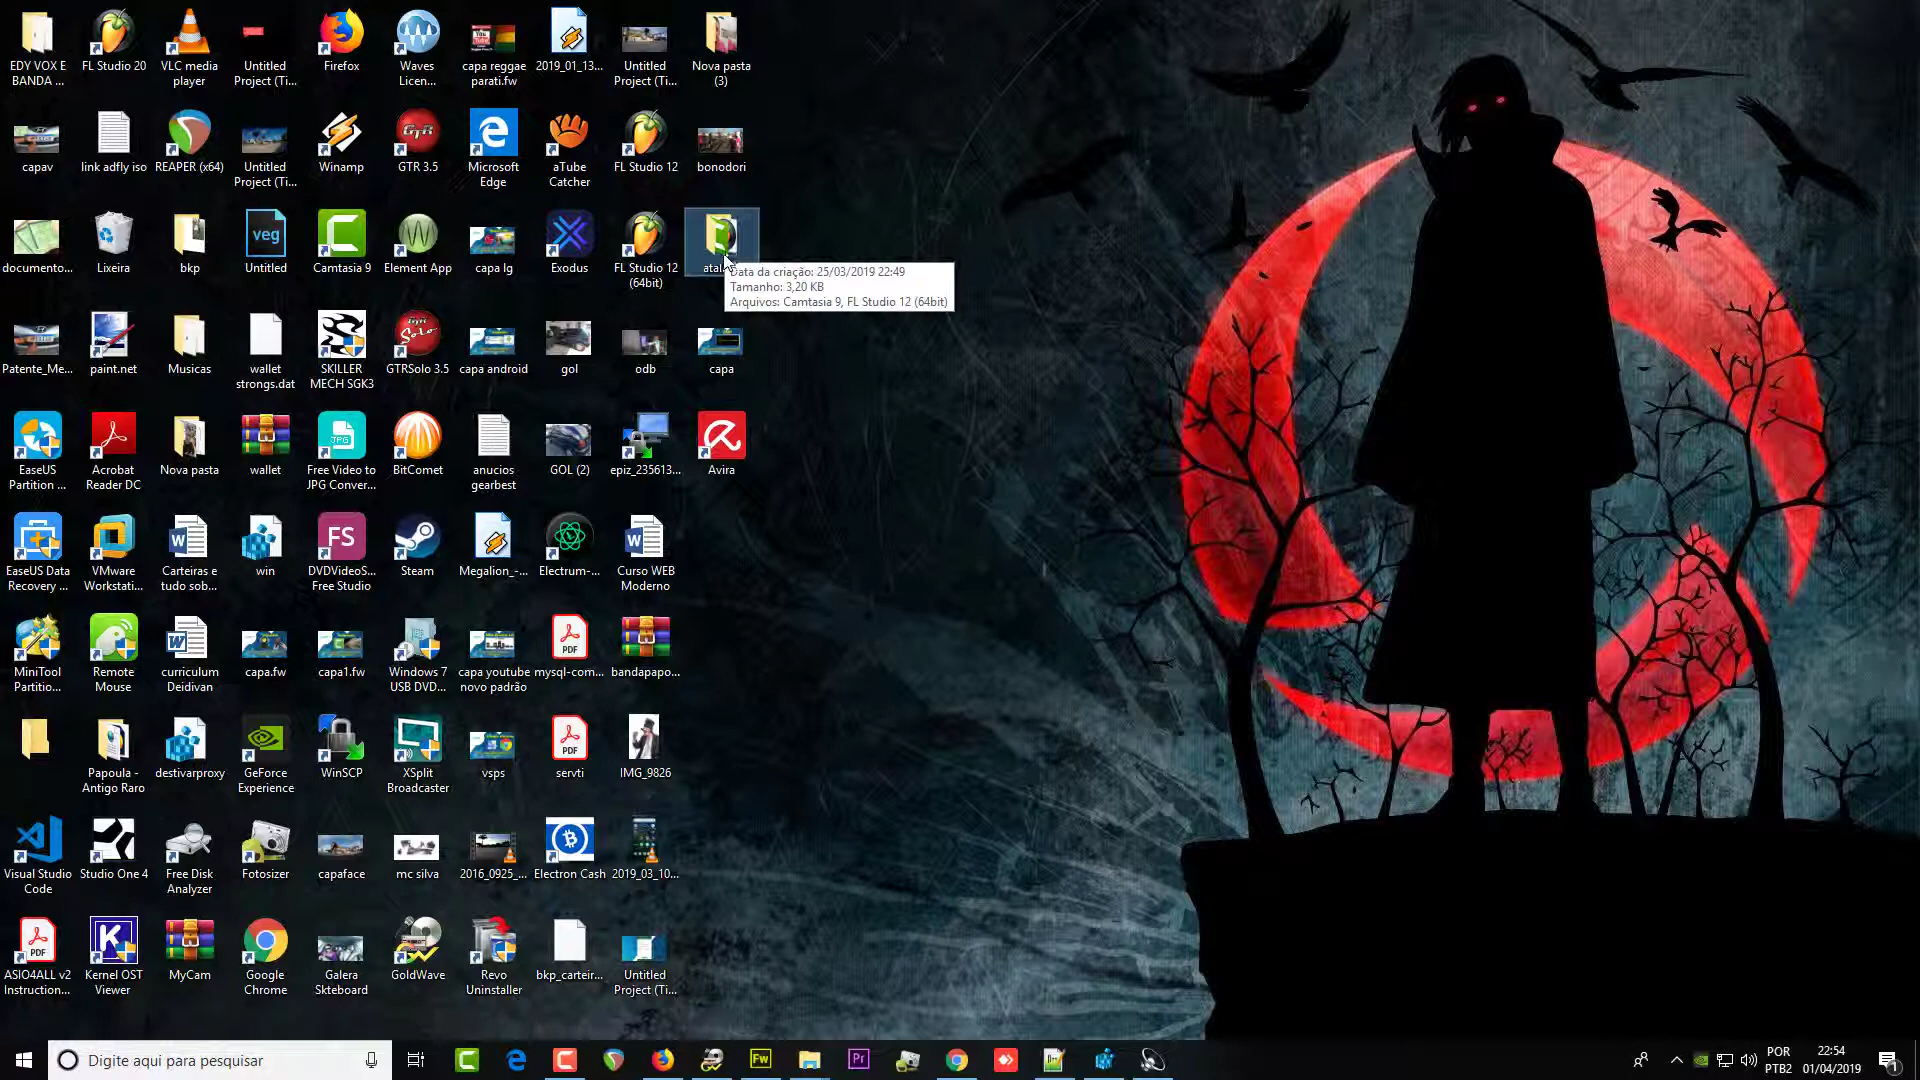 EDY VOX E
BANDA ...
FL Studio 20
VLC media
player
Untitled
Project (Ti...
Firefox
Waves
Licen...
capa reggae
parati.fw
2019_01_13...
Untitled
Project (Ti...
Nova pasta
(3)
capav
link adfly iso
REAPER (x64)
Untitled
Project (Ti...
Winamp
GTR 3.5
Microsoft
Edge
aTube
Catcher
FL Studio 12
bonodori
documento...
Lixeira
bkp
Untitled
Camtasia 9
Element App
capa lg
Exodus
FL Studio 12
(64bit)
Data da criação: 25/03/2019 22:49
Tamanho: 3,20 KB
Arquivos: Camtasia 9, FL Studio 12 (64bit)
Patente_Me...
paint.net
Musicas
wallet
strongs.dat
SKILLER
MECH SGK3
GTRSolo 3.5
capa android
gol
odb
capa
EaseUS
Partition ...
Acrobat
Reader DC
Nova pasta
wallet
Free Video to
JPG Conver...
BitComet
anucios
gearbest
GOL (2)
epiz_235613...
Avira
EaseUS Data
Recovery ...
VMware
Workstati...
Carteiras e
tudo sob...
win
DVDVideoS...
Free Studio
Steam
Megalion_-...
Electrum-...
Curso WEB
Moderno
MiniTool
Partitio...
Remote
Mouse
curriculum
Deidivan
capa.fw
capa1.fw
Windows 7
USB DVD...
capa youtube
novo padrão
mysql-com...
bandapapo...
Papoula -
Antigo Raro
destivarproxy
GeForce
Experience
WinSCP
XSplit
Broadcaster
vsps
servti
IMG_9826
Visual Studio
Code
Studio One 4
Free Disk
Analyzer
Fotosizer
capaface
mc silva
2016_0925_...
Electron Cash
2019_03_10...
ASIO4ALL v2
Instruction...
Kernel OST
Viewer
MyCam
Google
Chrome
Galera
Skteboard
GoldWave
Revo
Uninstaller
bkp_carteir...
Untitled
Project (Ti...
Digite aqui para pesquisar
POR
PTB2
22:54
01/04/2019